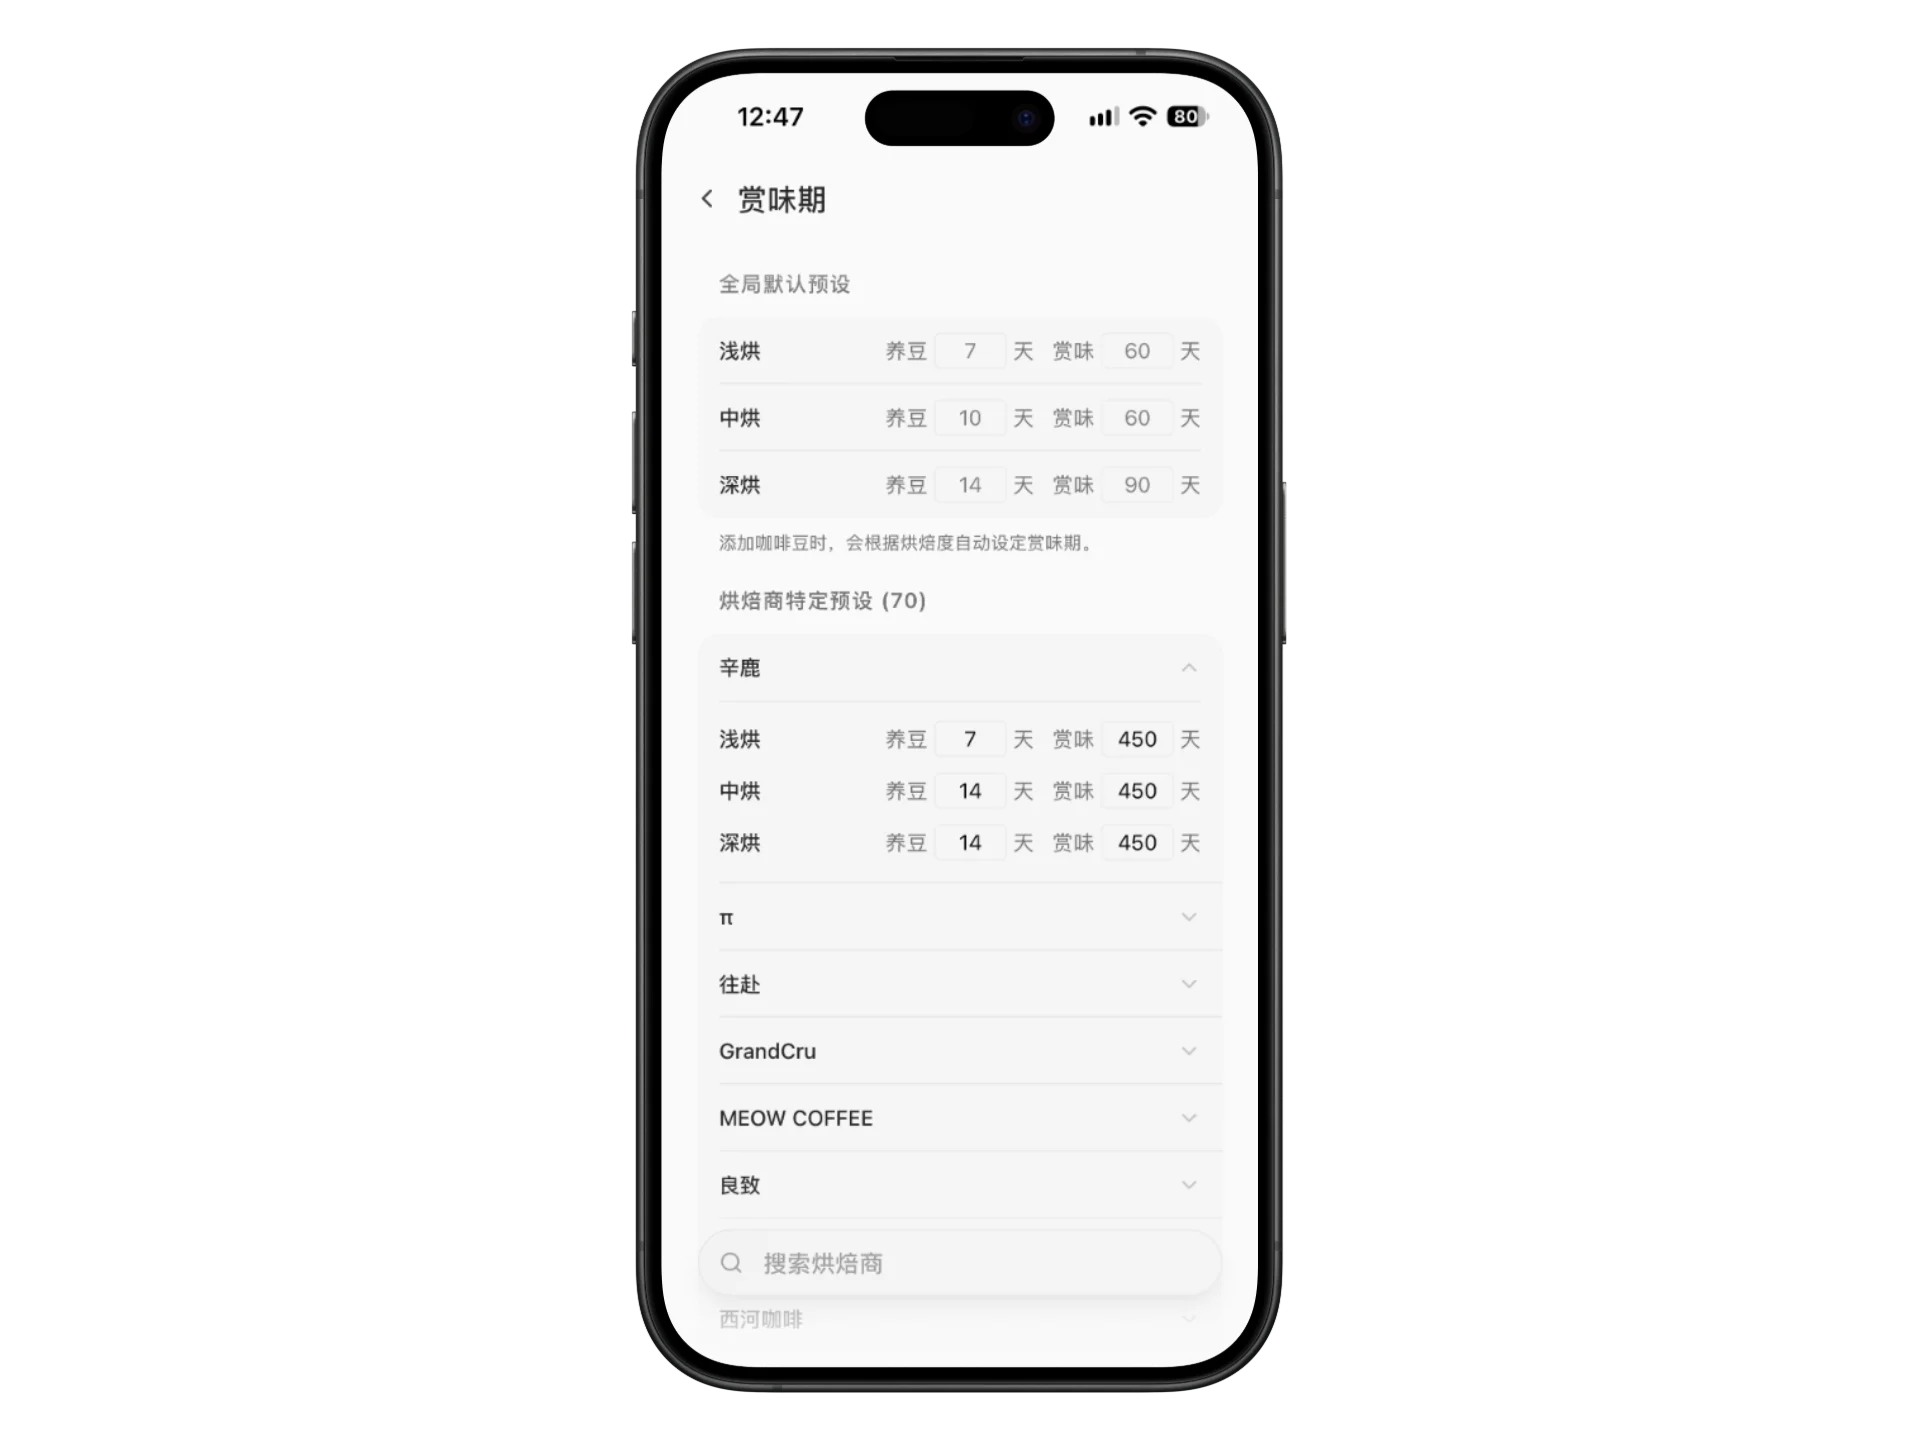 12:47
80
赏味期
全局默认预设
浅烘 养豆 7 天 赏味 60 天
中烘 养豆 10 天 赏味 60 天
深烘 养豆 14 天 赏味 90 天
添加咖啡豆时，会根据烘焙度自动设定赏味期。
烘焙商特定预设 (70)
辛鹿
浅烘 养豆 7 天 赏味 450 天
中烘 养豆 14 天 赏味 450 天
深烘 养豆 14 天 赏味 450 天
π
往赴
GrandCru
MEOW COFFEE
良致
搜索烘焙商
西河咖啡